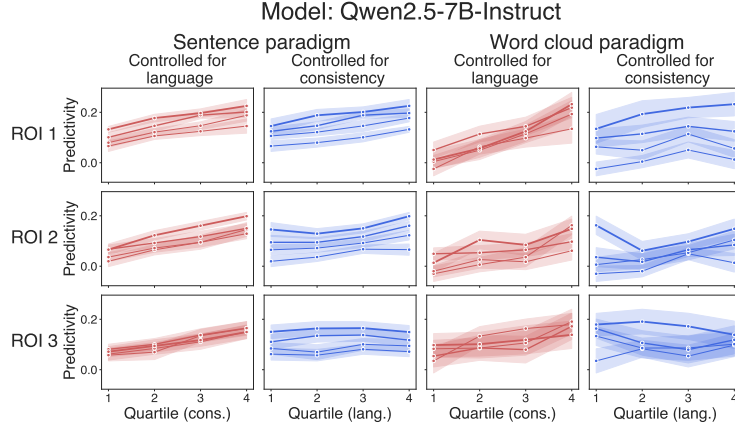 Model: Qwen2.5-7B-Instruct
Sentence paradigm
Word cloud paradigm
Controlled for
language
Controlled for
consistency
Controlled for
language
Controlled for
consistency
ROI 1
Predictivity
0.2
0.0
ROI 2
Predictivity
0.2
0.0
ROI 3
Predictivity
0.2
0.0
1 2 3 4
1 2 3 4
1 2 3 4
1 2 3 4
Quartile (cons.)
Quartile (lang.)
Quartile (cons.)
Quartile (lang.)